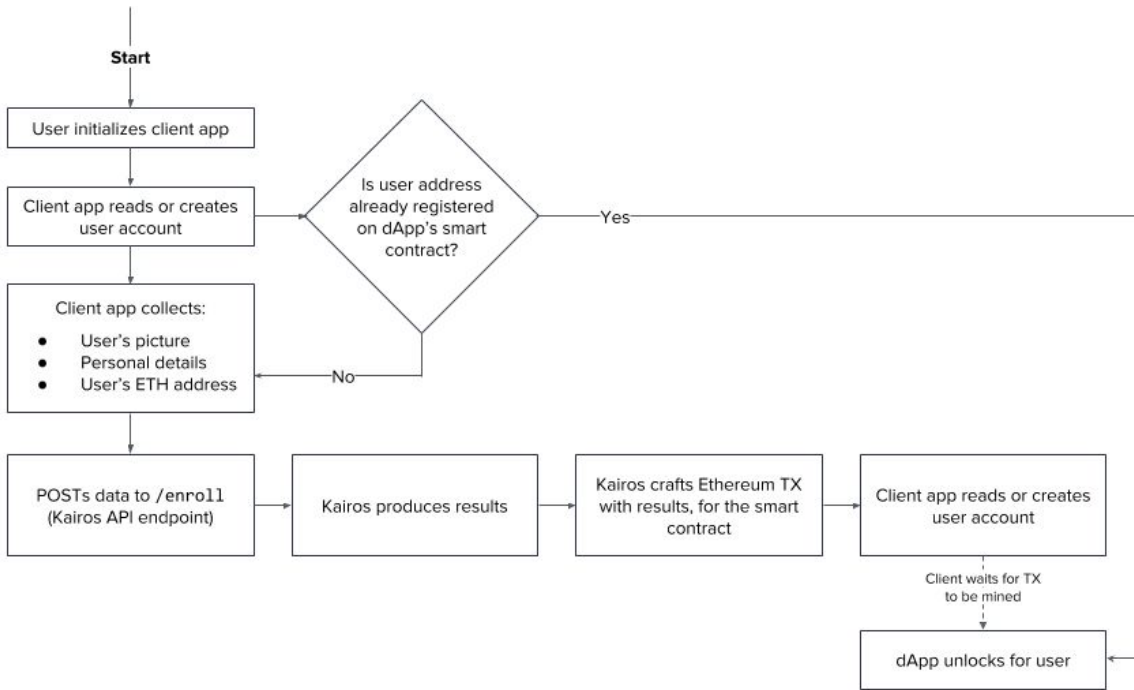 Start
User initializes client app
Client app reads or creates
user account
Is user address
already registered
on dApp's smart
contract?
Yes
Client app collects:
● User's picture
● Personal details
● User's ETH address
No
POSTs data to /enroll
(Kairos API endpoint)
Kairos produces results
Kairos crafts Ethereum TX
with results, for the smart
contract
Client app reads or creates
user account
Client waits for TX
to be mined
dApp unlocks for user